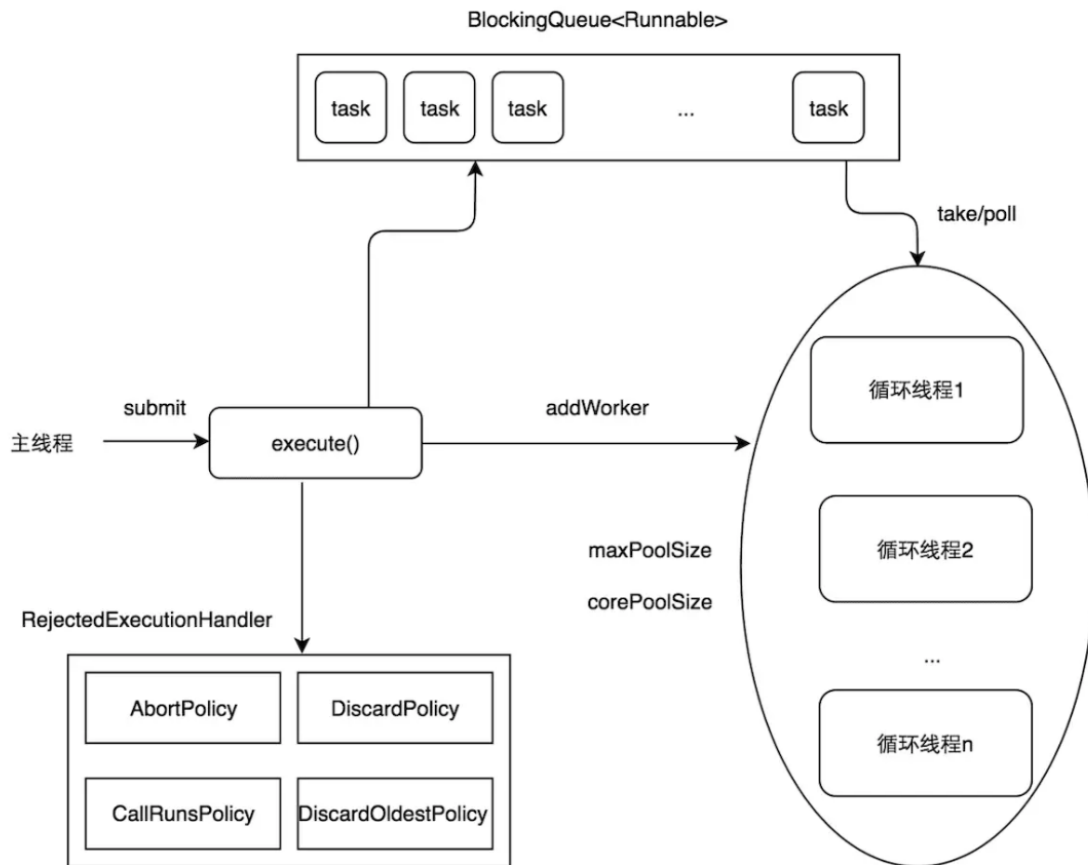 BlockingQueue<Runnable>
task
task
task
...
task
take/poll
循环线程1
submit
addWorker
主线程
execute()
循环线程2
maxPoolSize
corePoolSize
RejectedExecutionHandler
...
AbortPolicy
DiscardPolicy
循环线程n
CallRunsPolicy
DiscardOldestPolicy